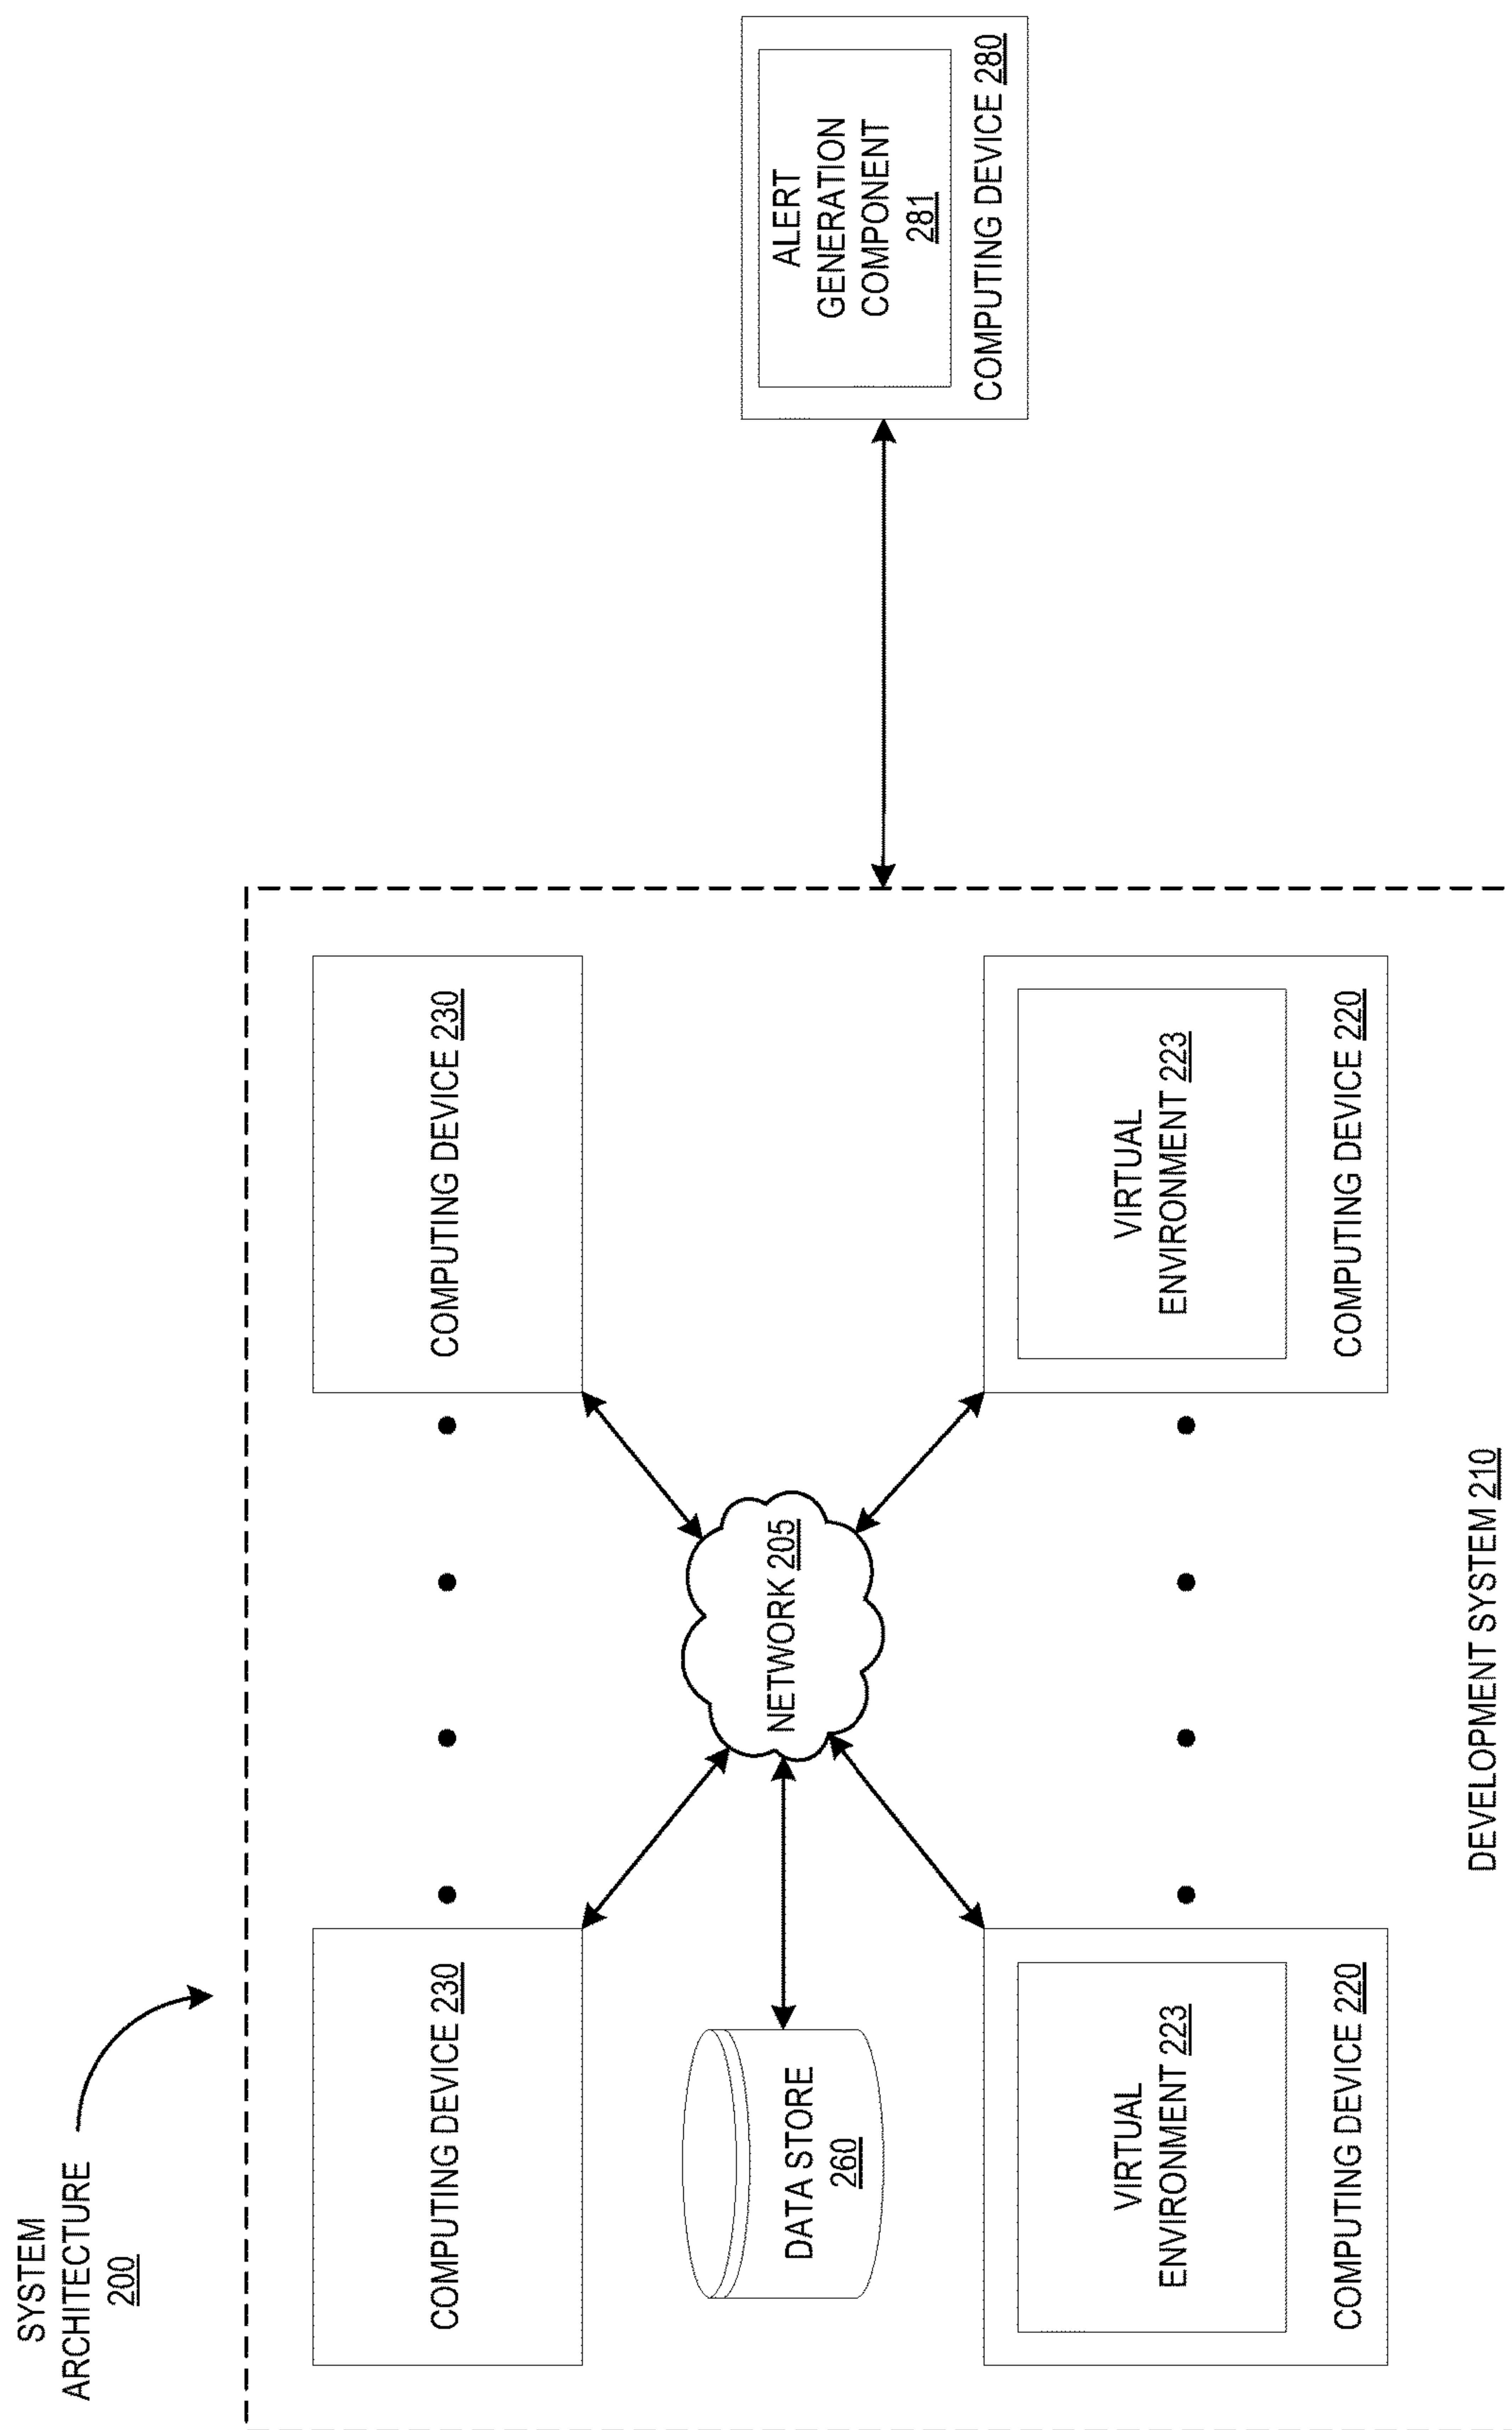 SYSTEM
ARCHITECTURE
200
COMPUTING DEVICE 230
COMPUTING DEVICE 230
DATA STORE
260
NETWORK 205
ALERT
GENERATION
COMPONENT
281
COMPUTING DEVICE 280
VIRTUAL
ENVIRONMENT 223
COMPUTING DEVICE 220
VIRTUAL
ENVIRONMENT 223
COMPUTING DEVICE 220
DEVELOPMENT SYSTEM 210